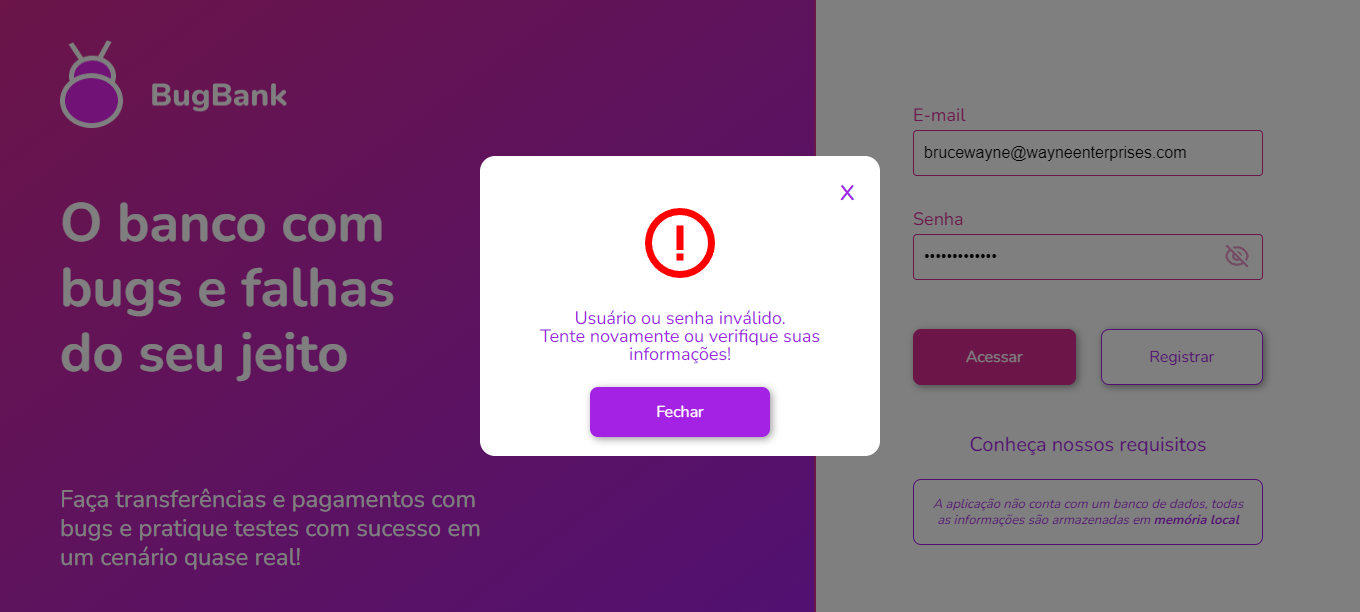 BugBank
O banco com
bugs e falhas
do seu jeito
Faça transferências e pagamentos com
bugs e pratique testes com sucesso em
um cenário quase real!
X
Usuário ou senha inválido.
Tente novamente ou verifique suas
informações!
Fechar
E-mail
brucewayne@wayneenterprises.com
Senha
•••••••••••••
Acessar
Registrar
Conheça nossos requisitos
A aplicação não conta com um banco de dados, todas
as informações são armazenadas em memória local